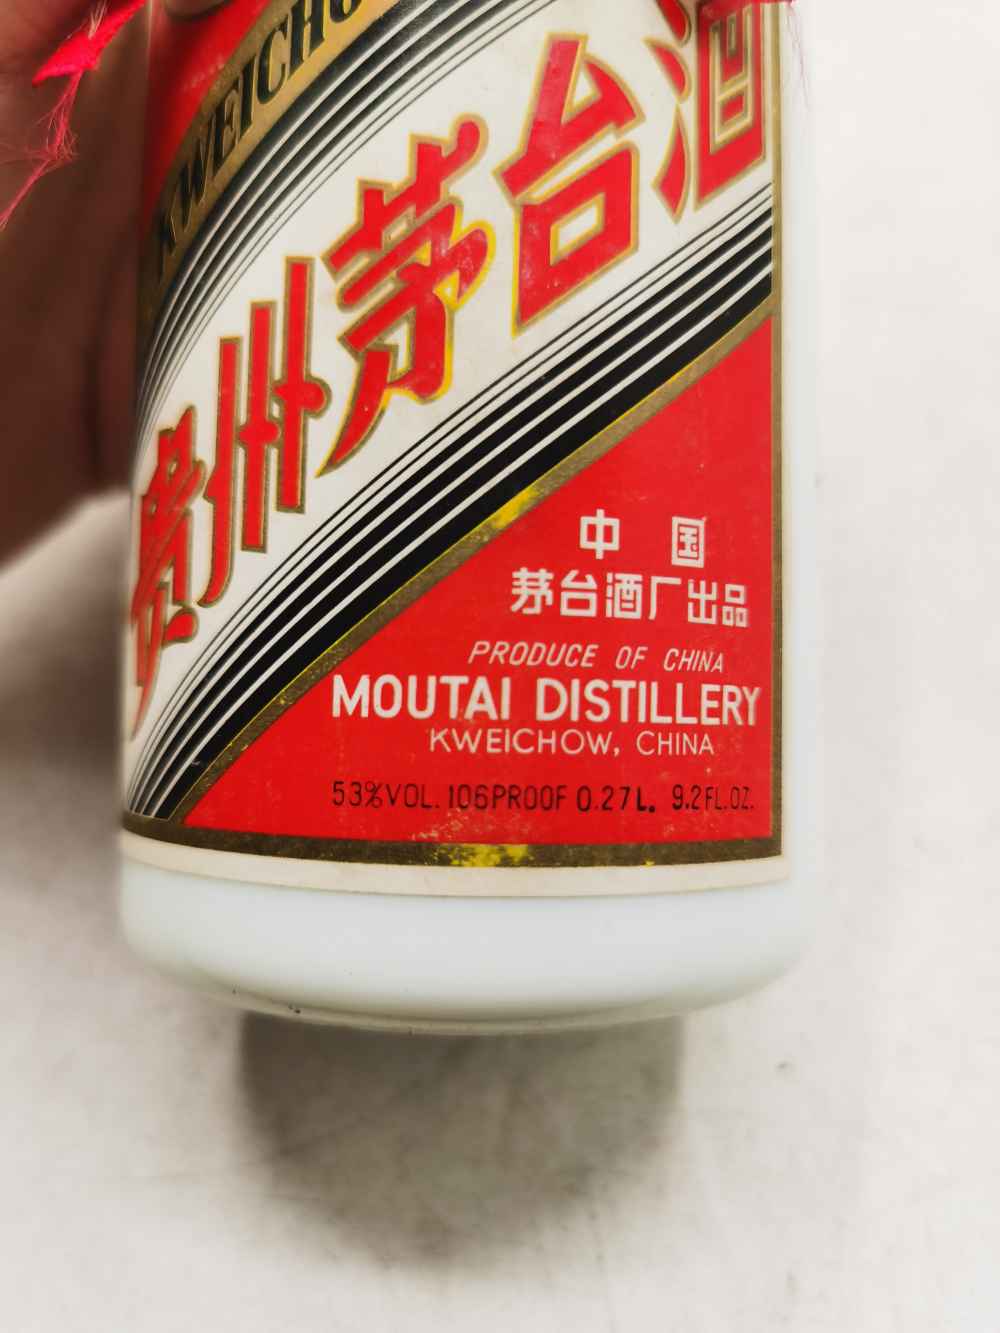 KWEICHO
贵州茅台酒
中国
茅台酒厂出品
PRODUCE OF CHINA
MOUTAI DISTILLERY
KWEICHOW, CHINA
53%VOL. 106PROOF 0.27L. 9.2FL.OZ.